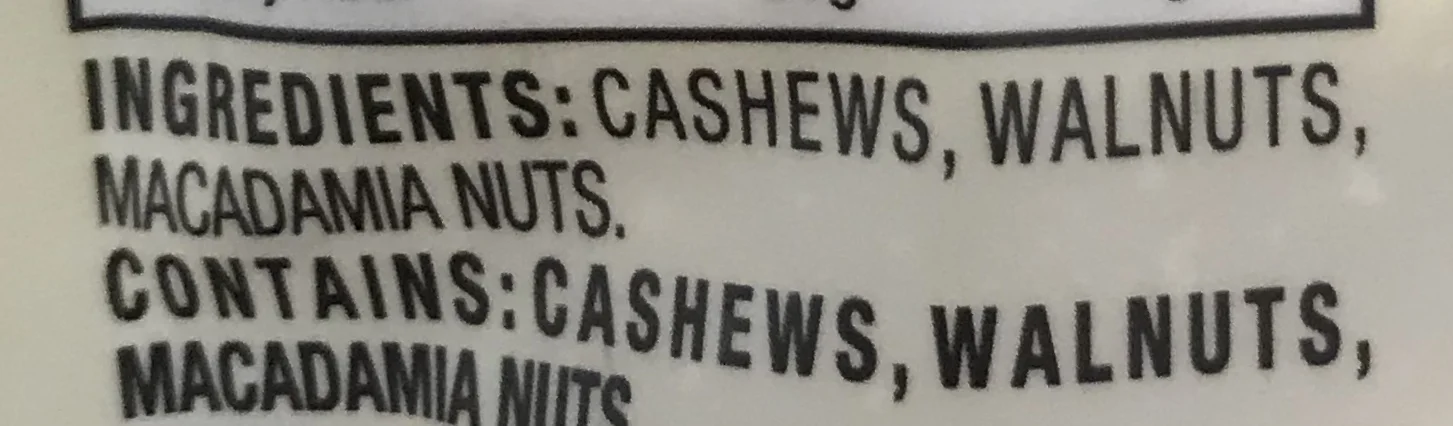 INGREDIENTS: CASHEWS, WALNUTS,
MACADAMIA NUTS.
CONTAINS: CASHEWS, WALNUTS,
MACADAMIA NUTS